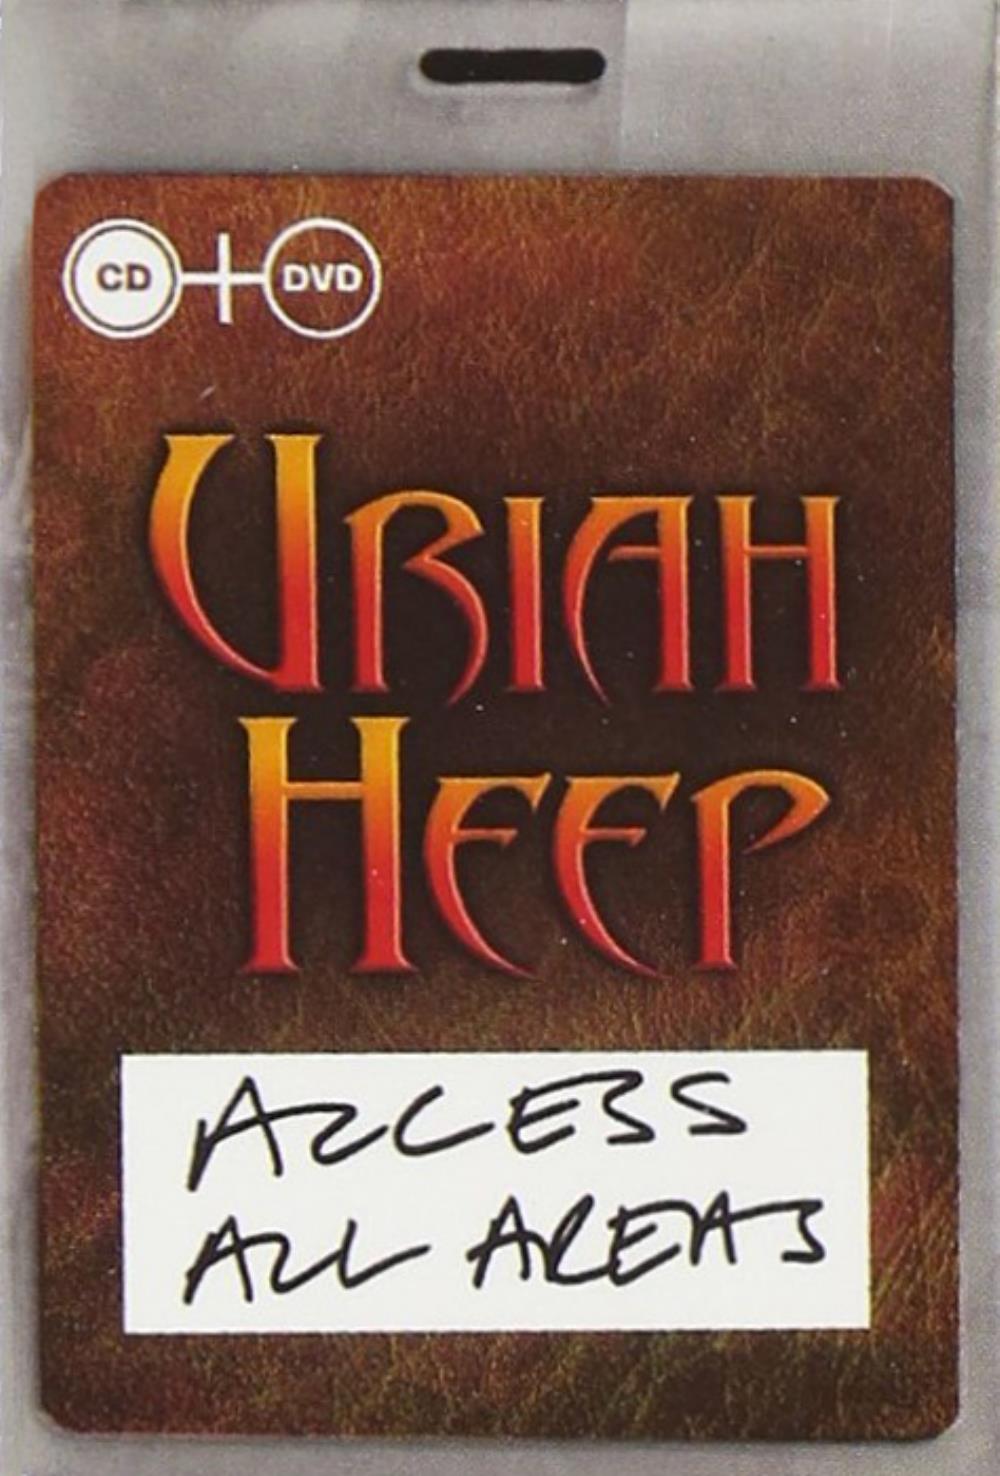 CD + DVD
URIAH
HEEP
ACCESS
ALL AREAS